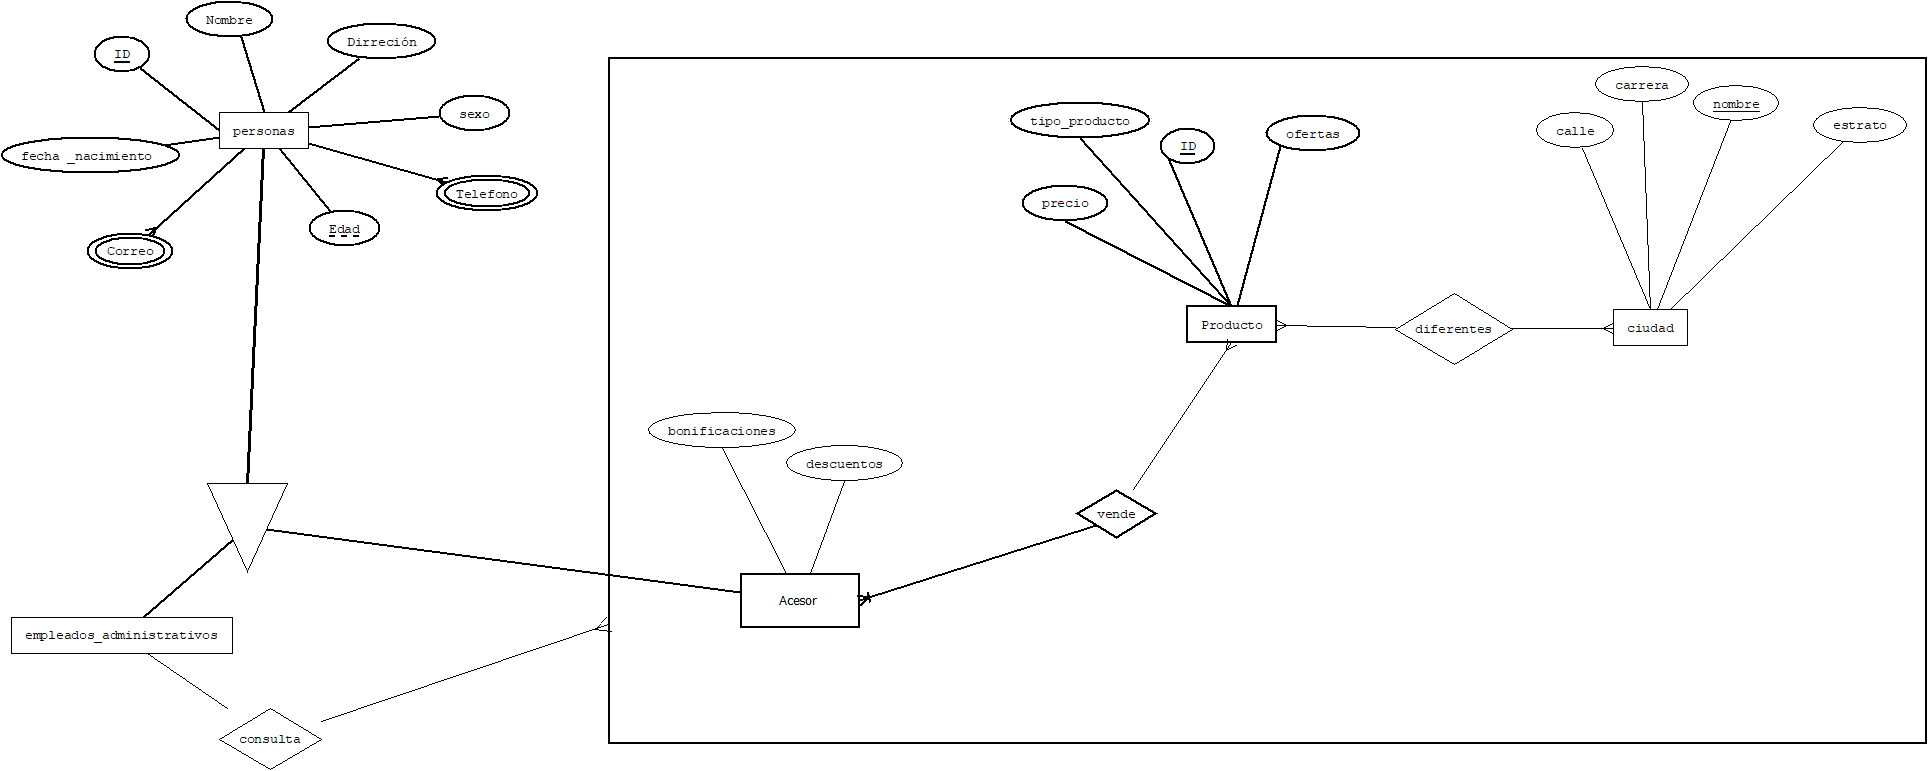 Nombre
ID
Dirreción
sexo
personas
fecha _nacimiento
Telefono
Edad
Correo
tipo_producto
ID
ofertas
precio
carrera
nombre
calle
estrato
Producto
diferentes
ciudad
bonificaciones
descuentos
vende
Acesor
empleados_administrativos
consulta